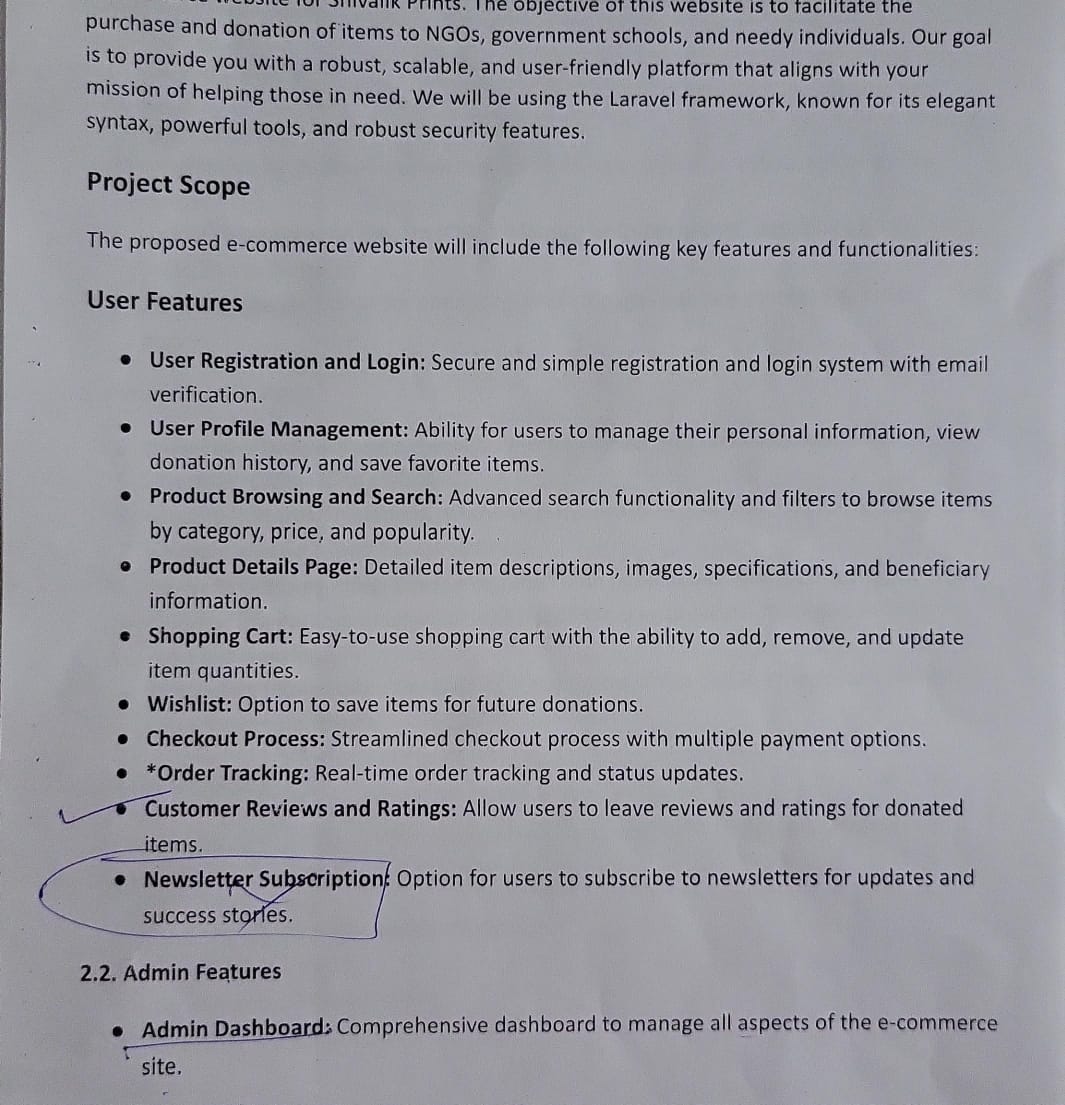 website for Shivalik Prints. The objective of this website is to facilitate the
purchase and donation of items to NGOs, government schools, and needy individuals. Our goal
is to provide you with a robust, scalable, and user-friendly platform that aligns with your
mission of helping those in need. We will be using the Laravel framework, known for its elegant
syntax, powerful tools, and robust security features.
Project Scope
The proposed e-commerce website will include the following key features and functionalities:
User Features
• User Registration and Login: Secure and simple registration and login system with email
verification.
• User Profile Management: Ability for users to manage their personal information, view
donation history, and save favorite items.
• Product Browsing and Search: Advanced search functionality and filters to browse items
by category, price, and popularity.
• Product Details Page: Detailed item descriptions, images, specifications, and beneficiary
information.
• Shopping Cart: Easy-to-use shopping cart with the ability to add, remove, and update
item quantities.
• Wishlist: Option to save items for future donations.
• Checkout Process: Streamlined checkout process with multiple payment options.
• *Order Tracking: Real-time order tracking and status updates.
• Customer Reviews and Ratings: Allow users to leave reviews and ratings for donated
items.
• Newsletter Subscription: Option for users to subscribe to newsletters for updates and
success stories.
2.2. Admin Features
• Admin Dashboard: Comprehensive dashboard to manage all aspects of the e-commerce
site.